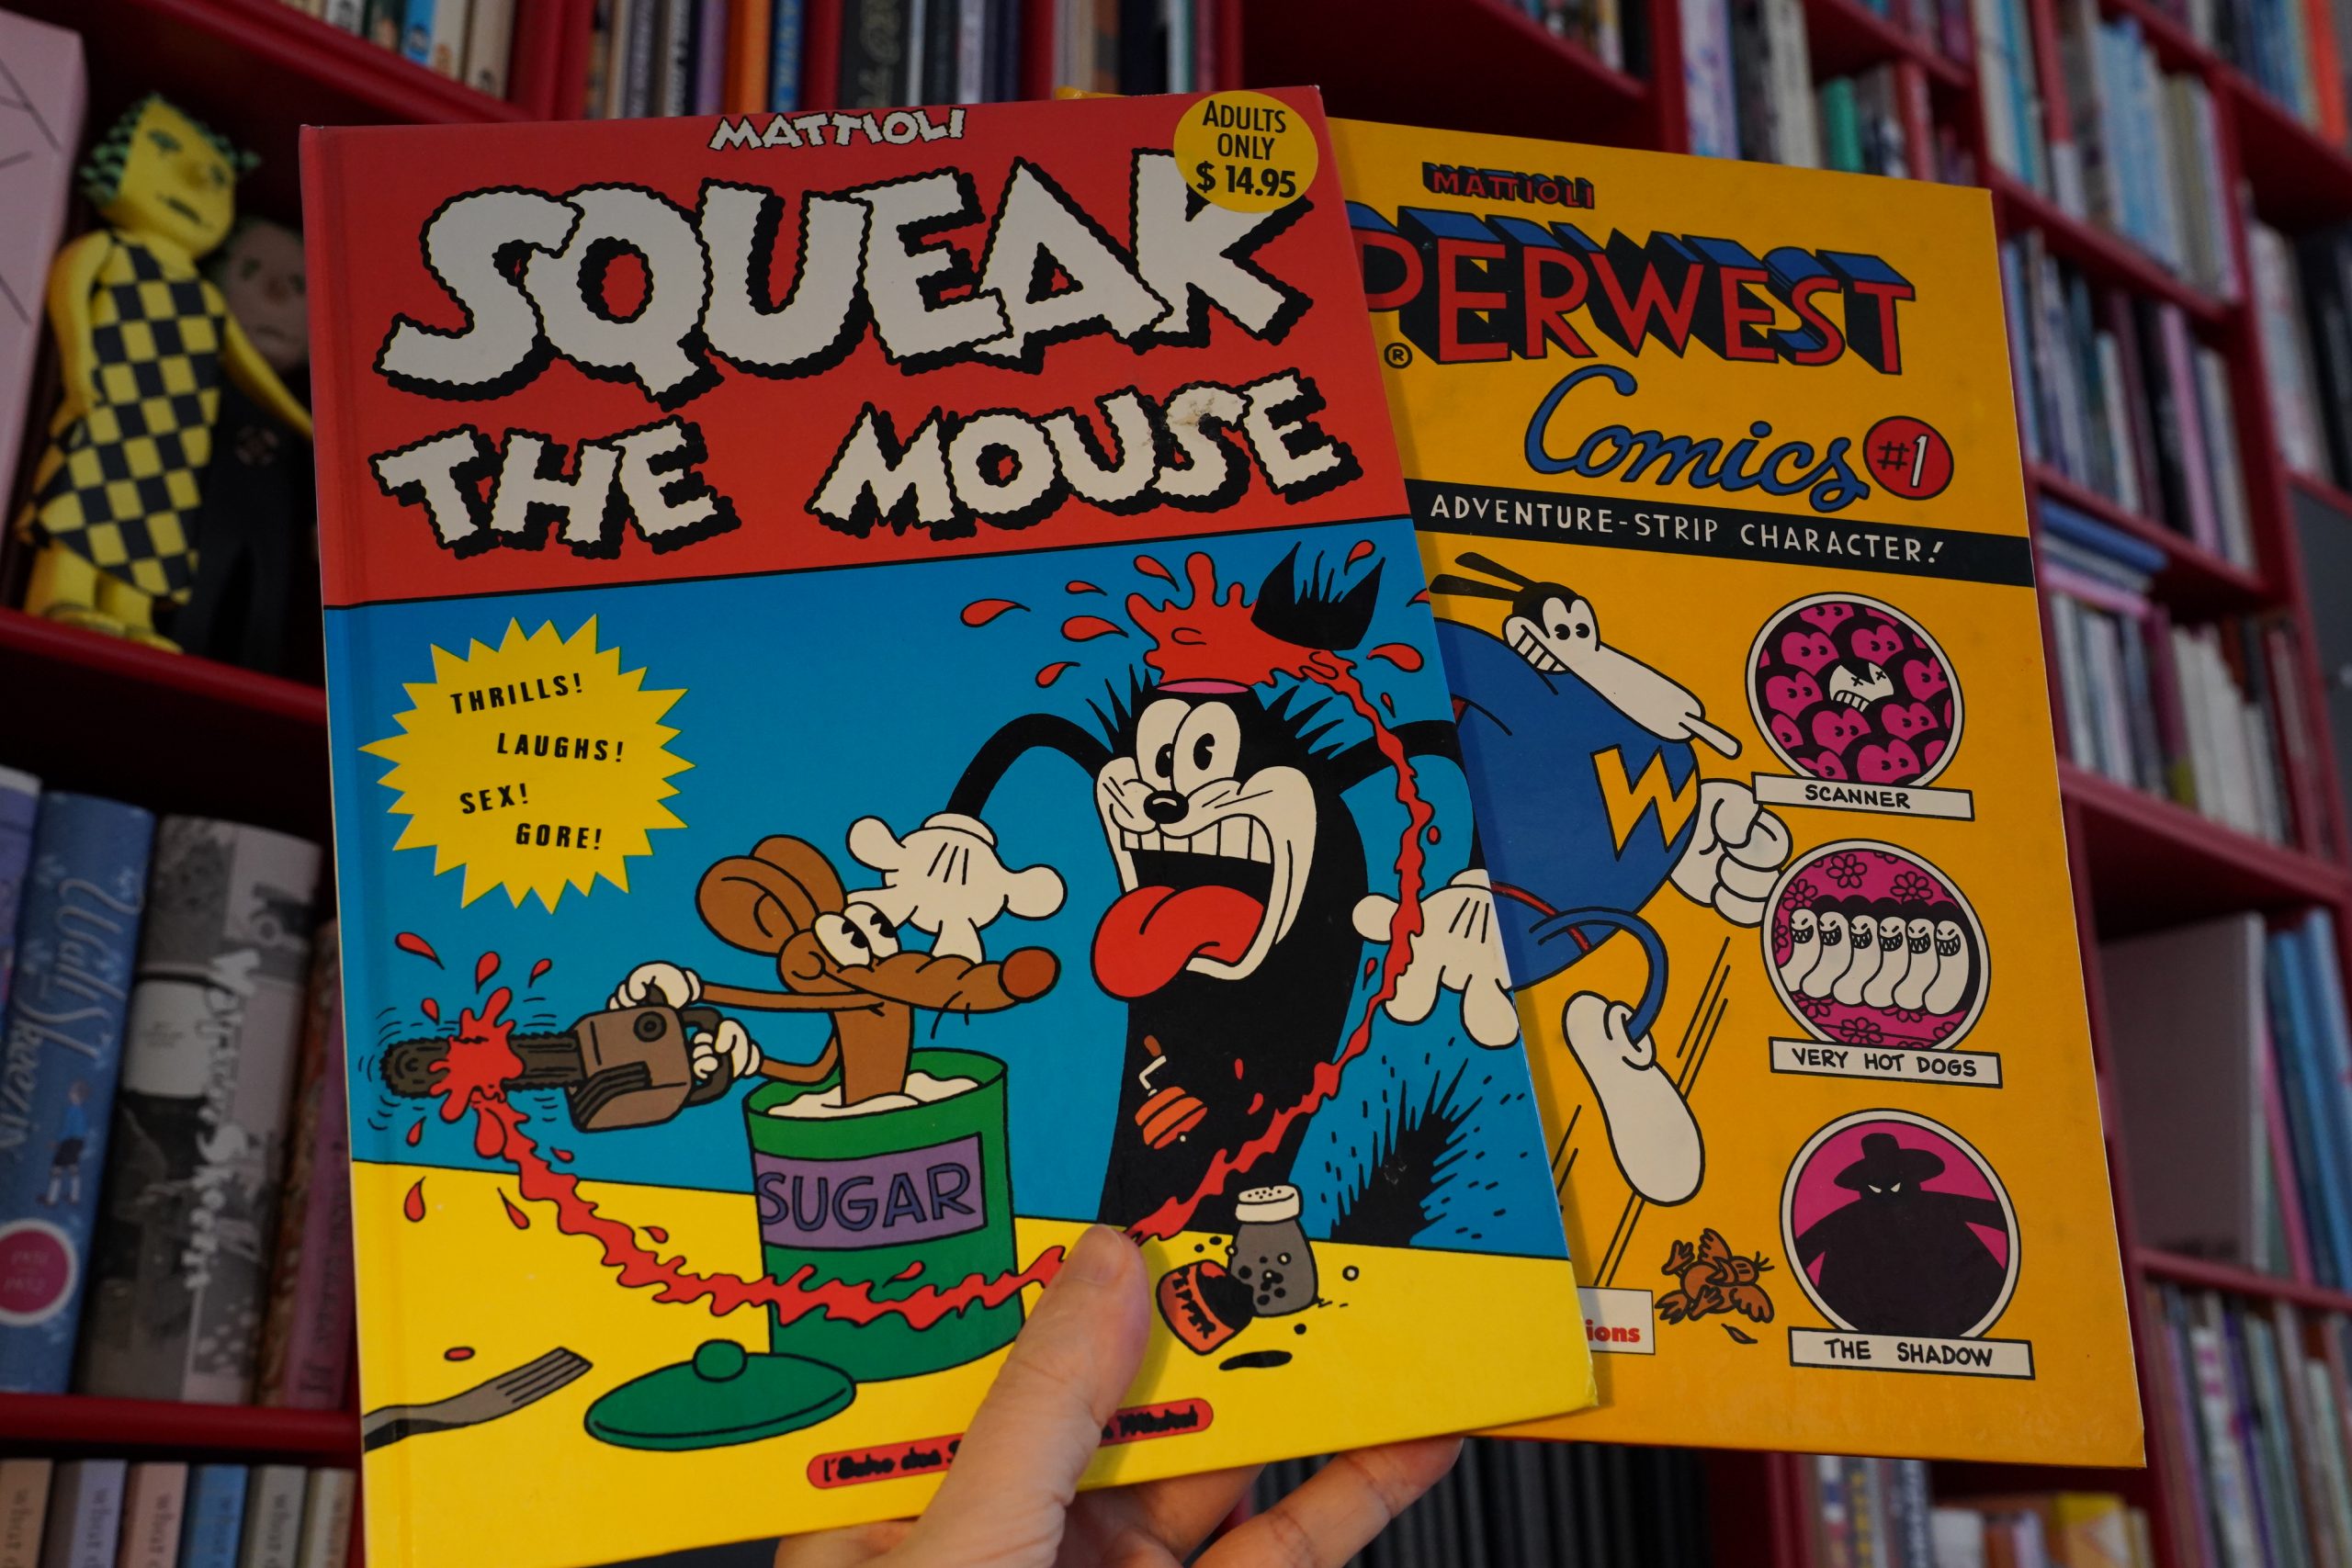 MATTIOLI
ADULTS
ONLY
$ 14.95
SQUEAK
THE MOUSE
THRILLS!
LAUGHS!
SEX!
GORE!
SUGAR
MATTIOLI
PERWEST
®
Comics #1
ADVENTURE-STRIP CHARACTER!
W
SCANNER
VERY HOT DOGS
THE SHADOW
ions